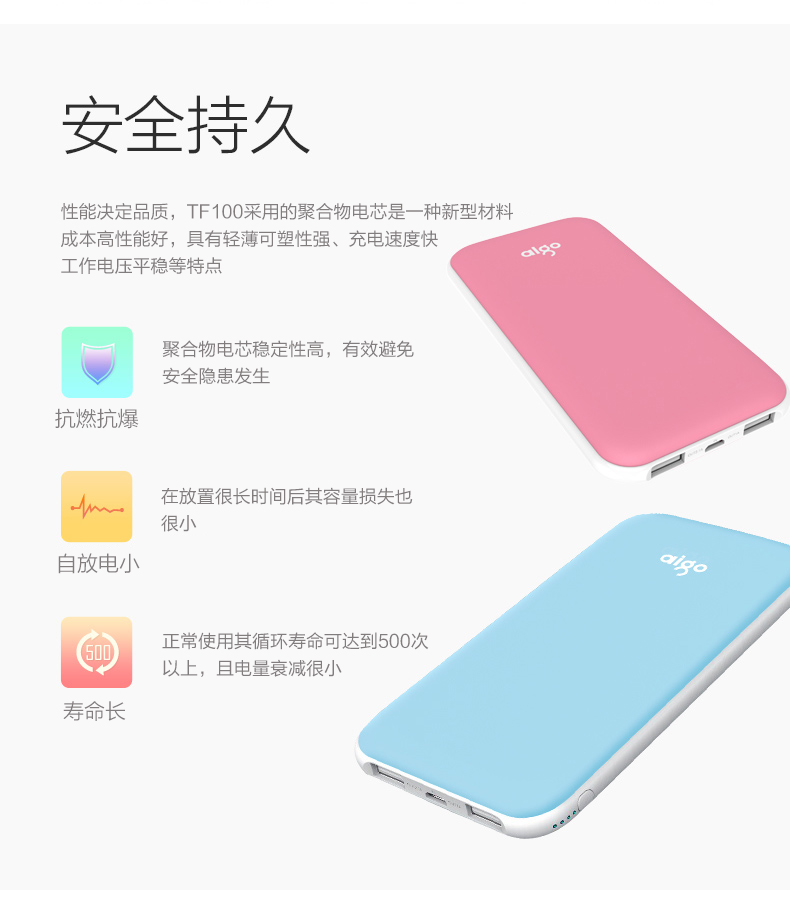 安全持久
性能决定品质，TF100采用的聚合物电芯是一种新型材料
成本高性能好，具有轻薄可塑性强、充电速度快
工作电压平稳等特点
aigo
聚合物电芯稳定性高，有效避免
安全隐患发生
抗燃抗爆
在放置很长时间后其容量损失也
很小
自放电小
aigo
500
正常使用其循环寿命可达到500次
以上，且电量衰减很小
寿命长